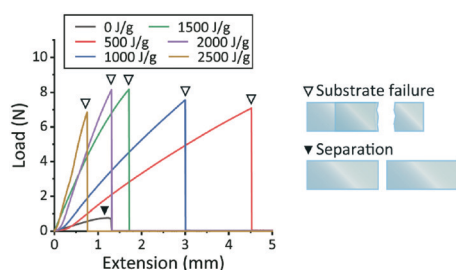 0 J/g
1500 J/g
500 J/g
2000 J/g
1000 J/g
2500 J/g
10
8
6
4
2
0
Load (N)
0
1
2
3
4
5
Extension (mm)
Substrate failure
Separation